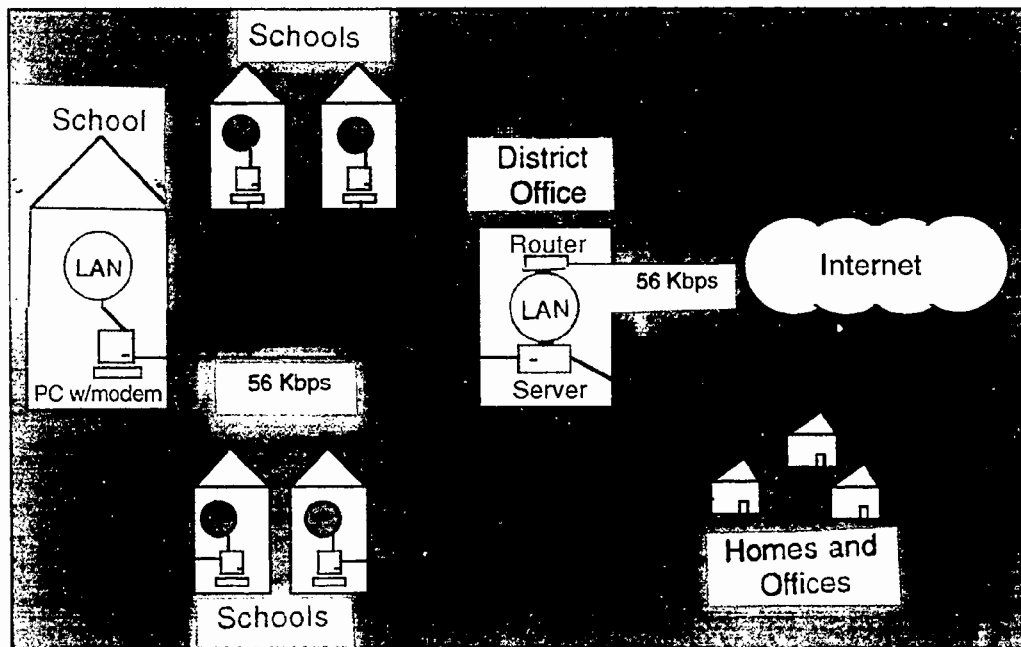 Schools
School
LAN
PC w/modem
56 Kbps
Schools
District
Office
Router
LAN
Server
56 Kbps
Internet
Homes and
Offices